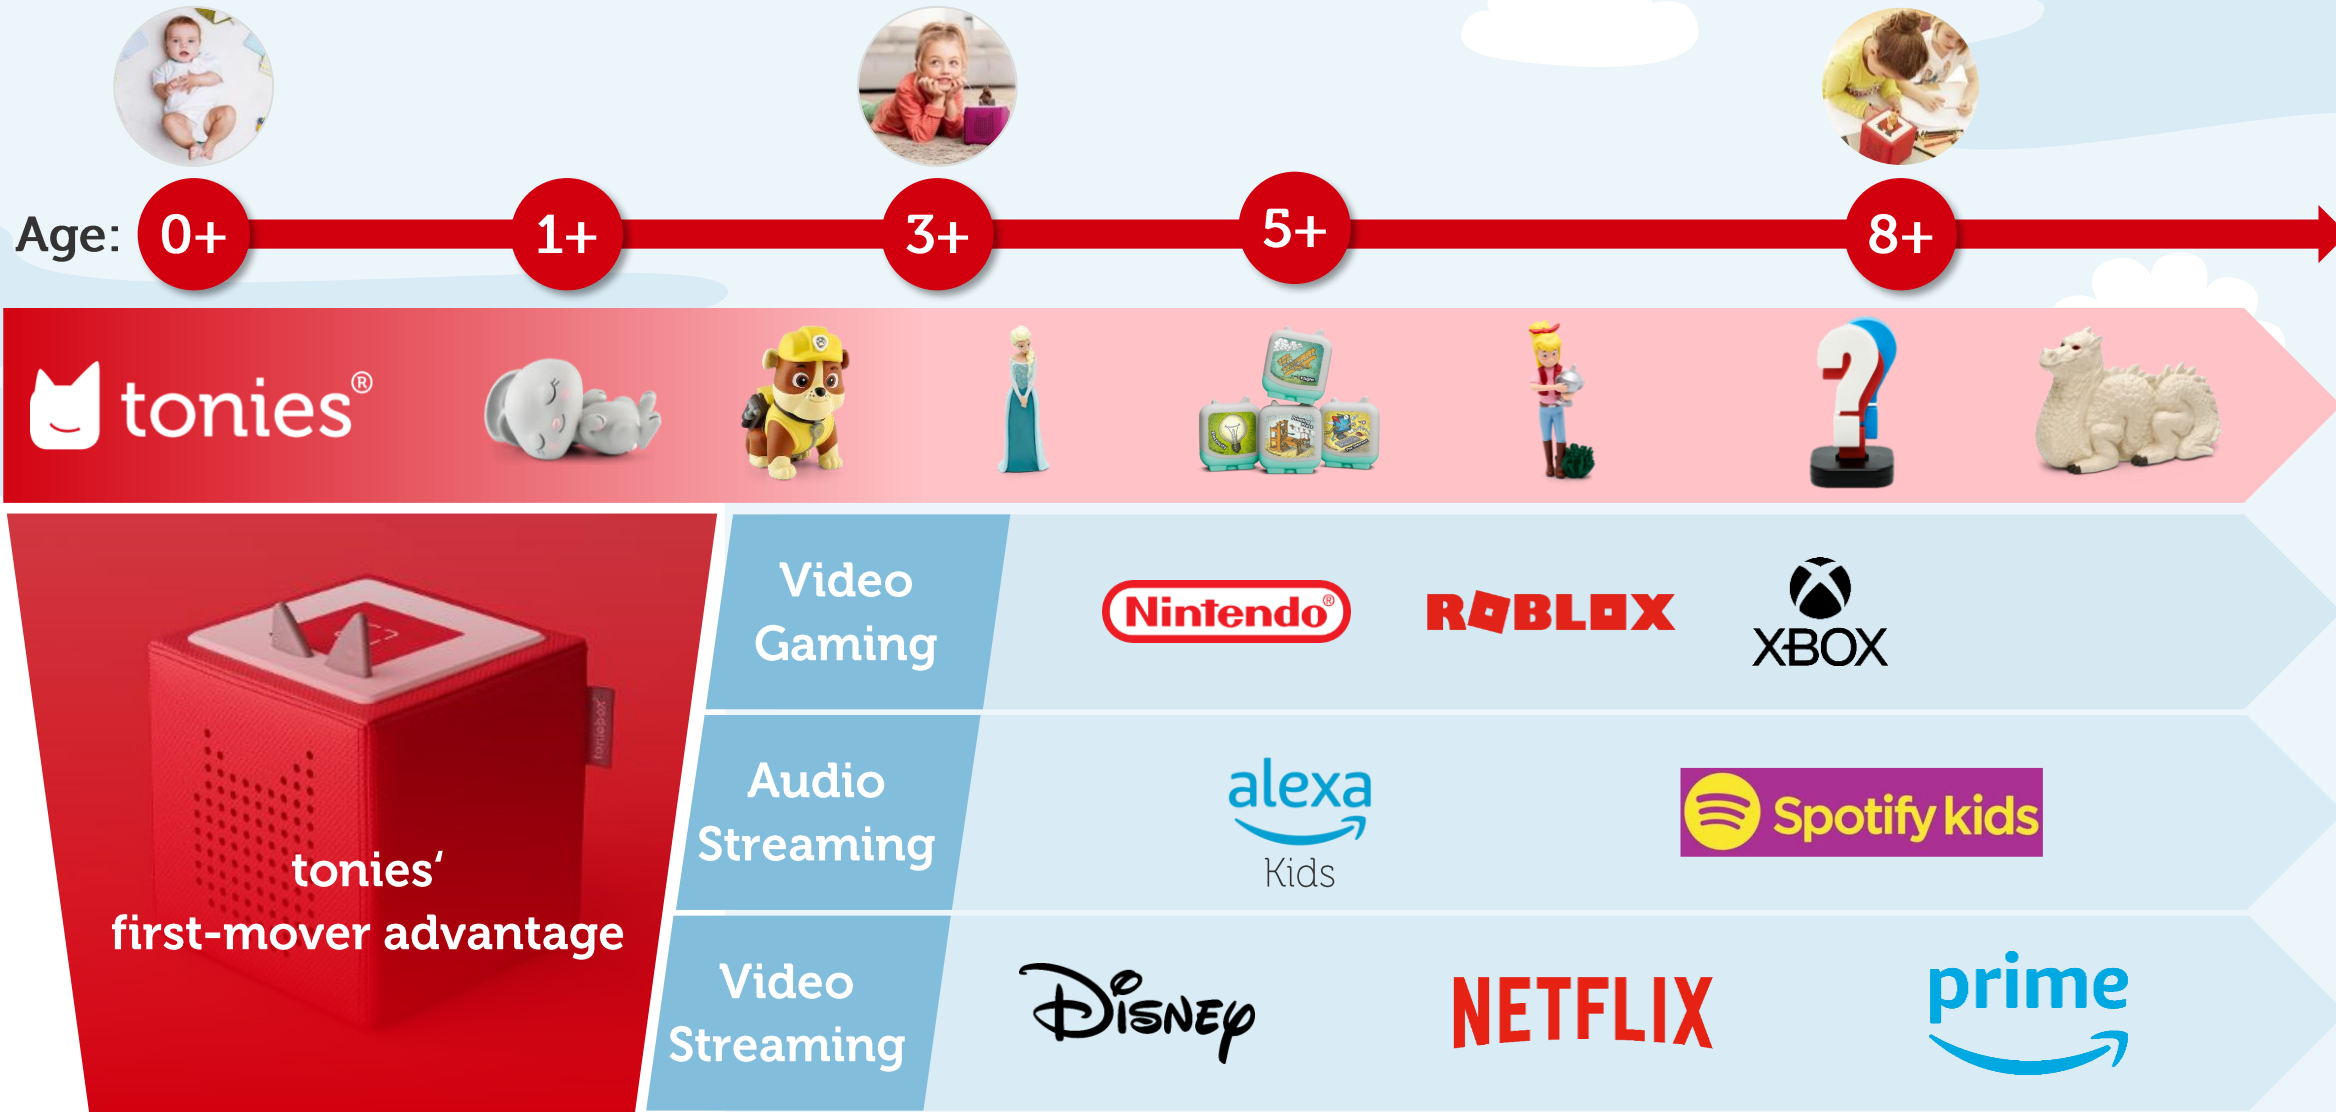 Age: 0+ 1+ 3+ 5+ 8+
tonies®
?
Video
Gaming
Nintendo®
ROBLOX
XBOX
toniebox
Audio
Streaming
alexa
Kids
Spotify kids
tonies‘
first-mover advantage
Video
Streaming
Disney
NETFLIX
prime